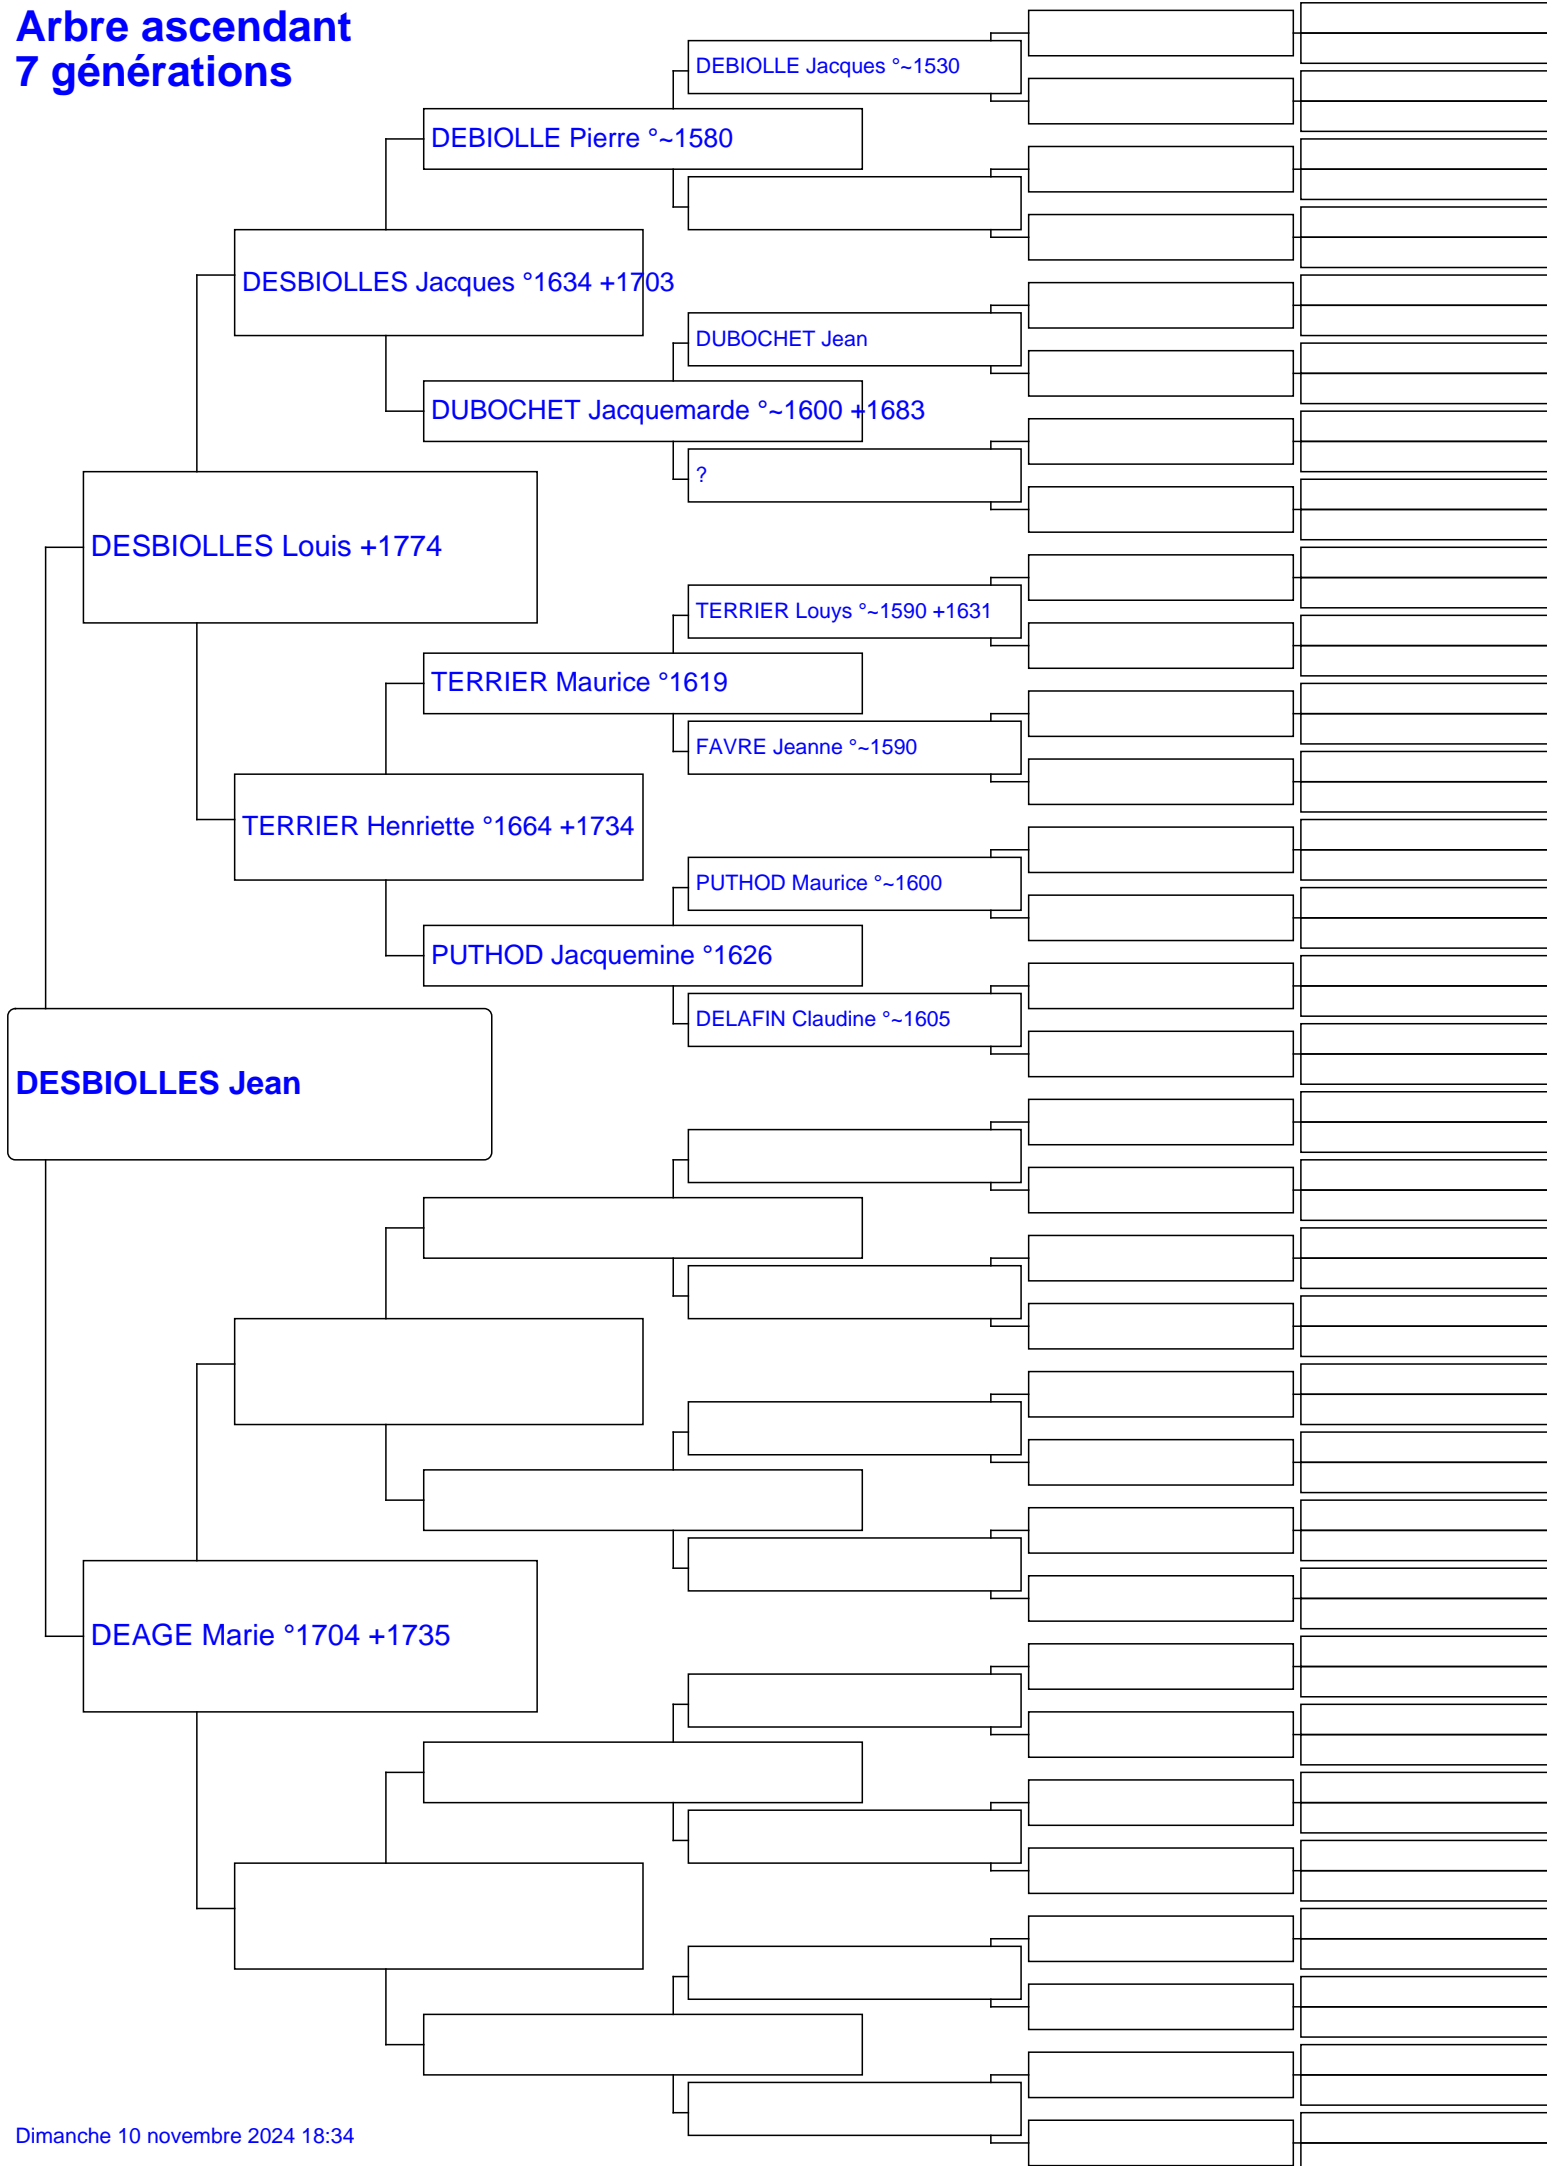 Arbre ascendant
7 générations
DEBIOLLE Jacques °~1530
DEBIOLLE Pierre °~1580
DESBIOLLES Jacques °1634 +1703
DUBOCHET Jean
DUBOCHET Jacquemarde °~1600 +1683
?
DESBIOLLES Louis +1774
TERRIER Louys °~1590 +1631
TERRIER Maurice °1619
FAVRE Jeanne °~1590
TERRIER Henriette °1664 +1734
PUTHOD Maurice °~1600
PUTHOD Jacquemine °1626
DELAFIN Claudine °~1605
DESBIOLLES Jean
DEAGE Marie °1704 +1735
Dimanche 10 novembre 2024 18:34